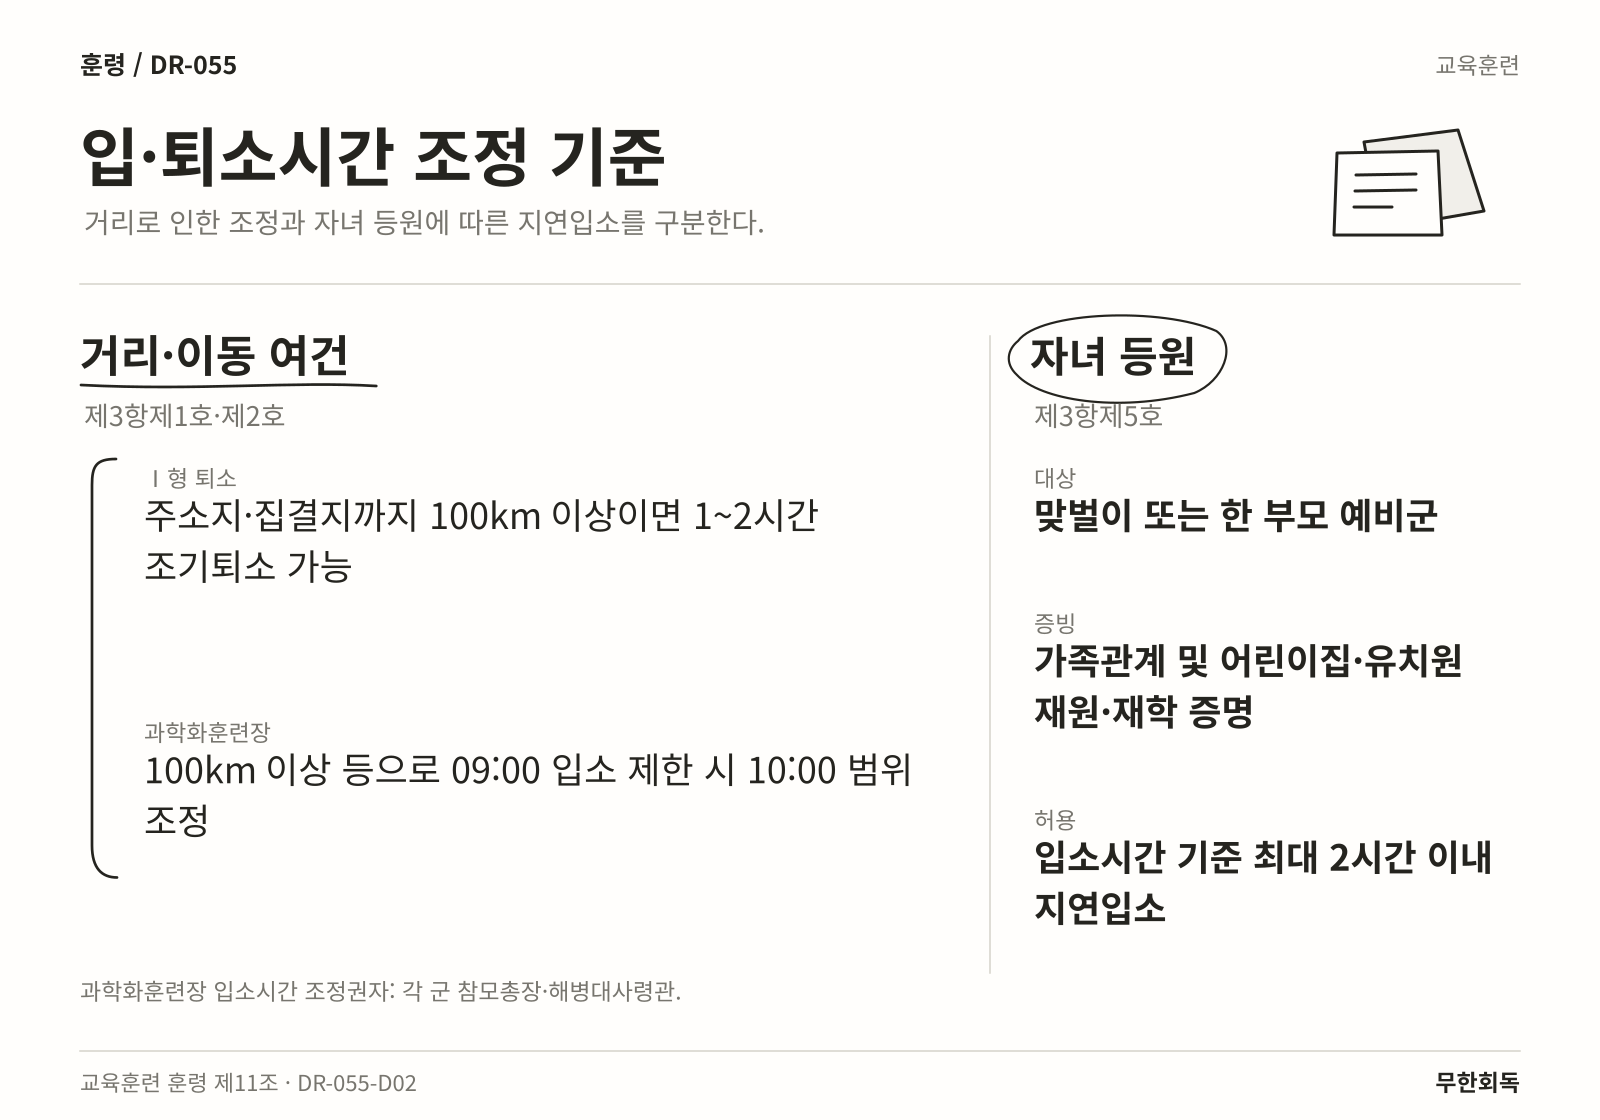 훈령 / DR-055
교육훈련
입·퇴소시간 조정 기준
거리로 인한 조정과 자녀 등원에 따른 지연입소를 구분한다.
거리·이동 여건
제3항제1호·제2호
Ⅰ형 퇴소
주소지·집결지까지 100km 이상이면 1~2시간
조기퇴소 가능
과학화훈련장
100km 이상 등으로 09:00 입소 제한 시 10:00 범위
조정
자녀 등원
제3항제5호
대상
맞벌이 또는 한 부모 예비군
증빙
가족관계 및 어린이집·유치원
재원·재학 증명
허용
입소시간 기준 최대 2시간 이내
지연입소
과학화훈련장 입소시간 조정권자: 각 군 참모총장·해병대사령관.
교육훈련 훈령 제11조 · DR-055-D02
무한회독